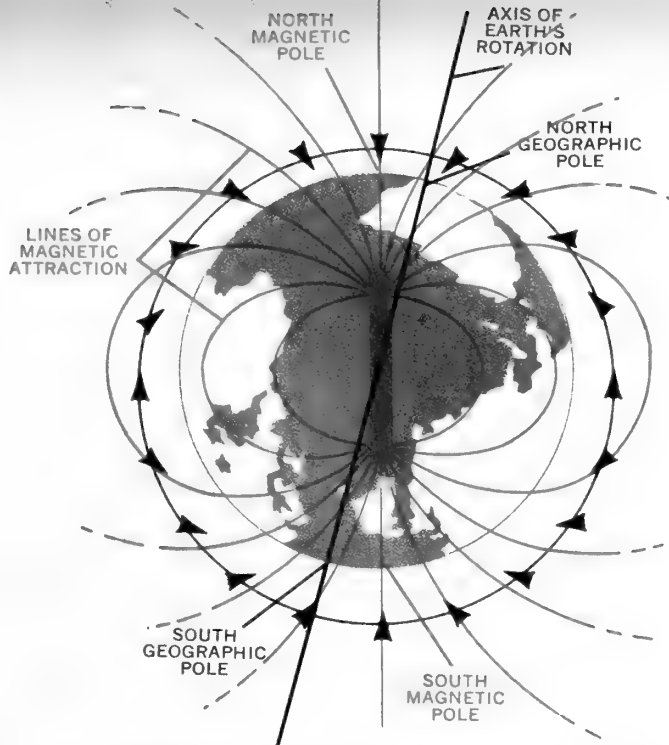 NORTH
MAGNETIC
POLE
AXIS OF
EARTH'S
ROTATION
NORTH
GEOGRAPHIC
POLE
LINES OF
MAGNETIC
ATTRACTION
SOUTH
GEOGRAPHIC
POLE
SOUTH
MAGNETIC
POLE